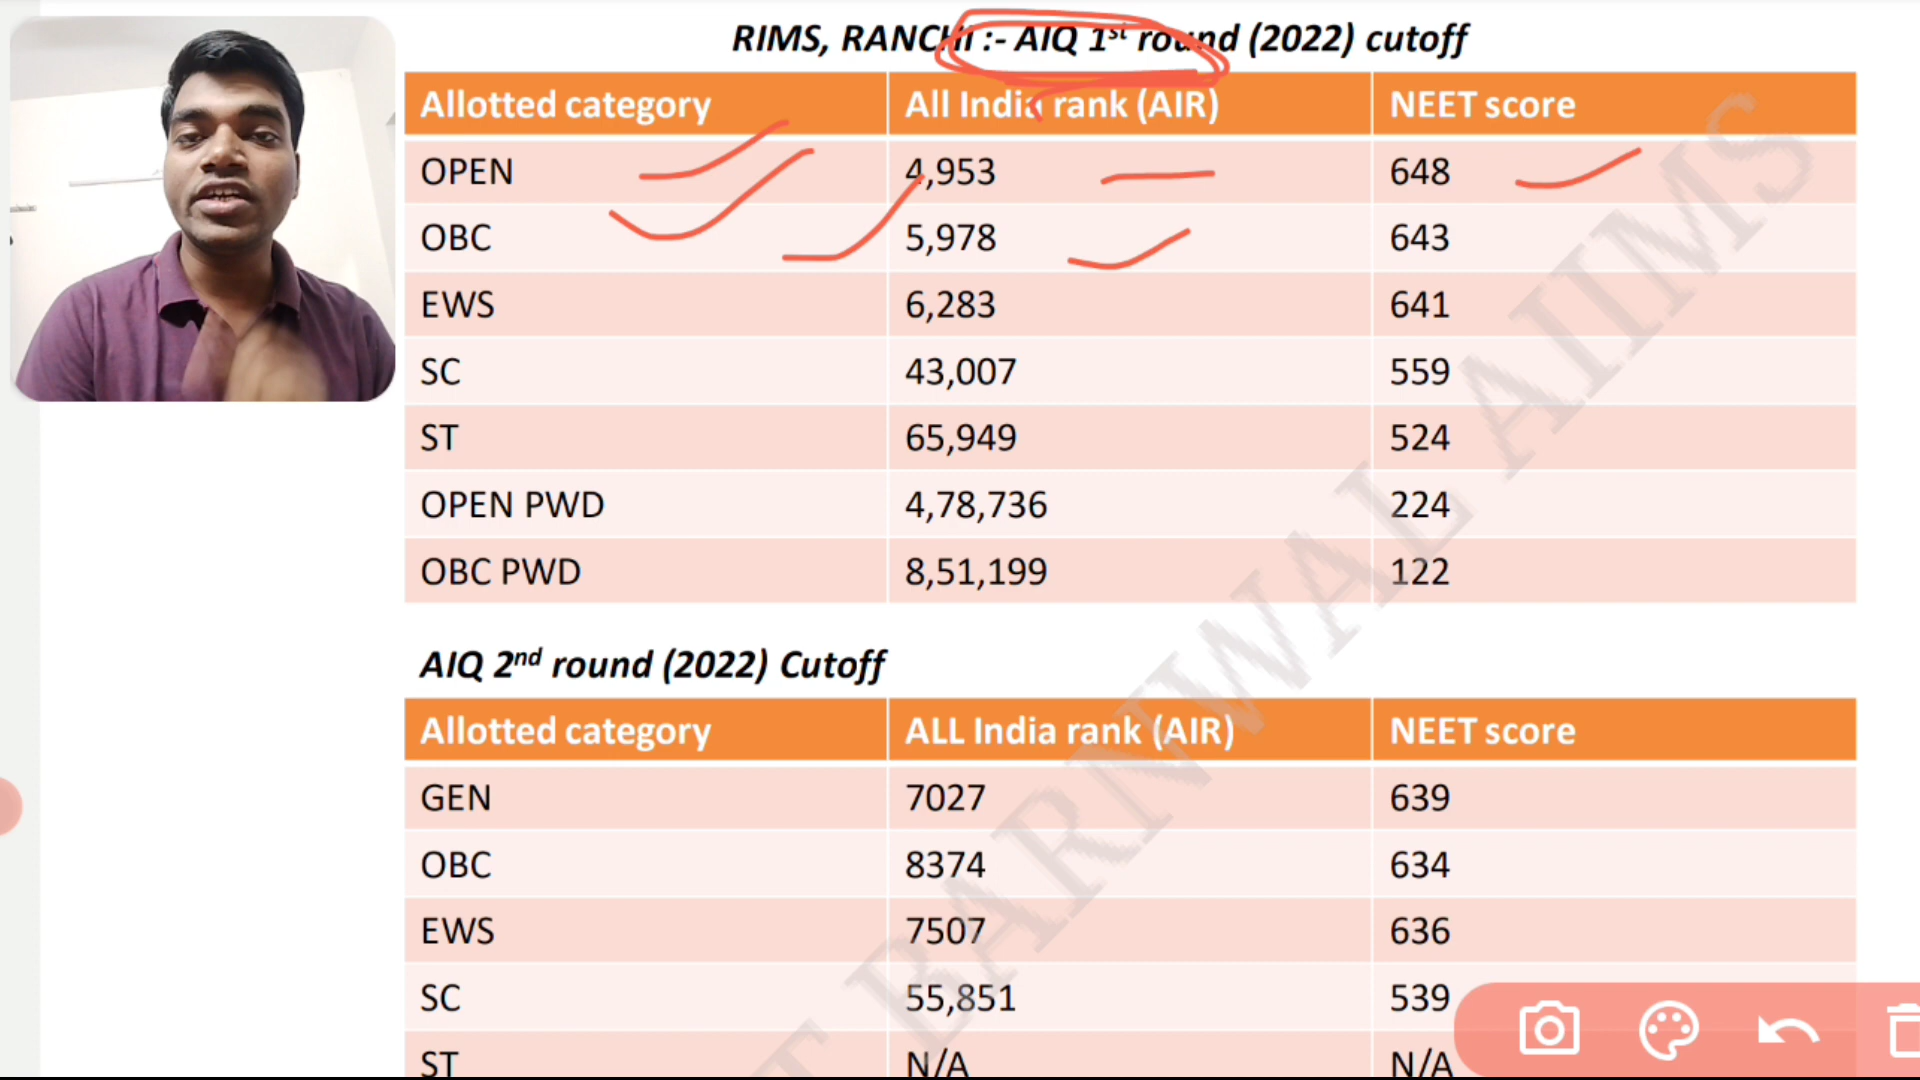 RIMS, RANCHI :- AIQ 1st round (2022) cutoff
Allotted category All India rank (AIR) NEET score
OPEN 4,953 648
OBC 5,978 643
EWS 6,283 641
SC 43,007 559
ST 65,949 524
OPEN PWD 4,78,736 224
OBC PWD 8,51,199 122
AIQ 2nd round (2022) Cutoff
Allotted category ALL India rank (AIR) NEET score
GEN 7027 639
OBC 8374 634
EWS 7507 636
SC 55,851 539
ST N/A N/A
BARNWAL AIIMS